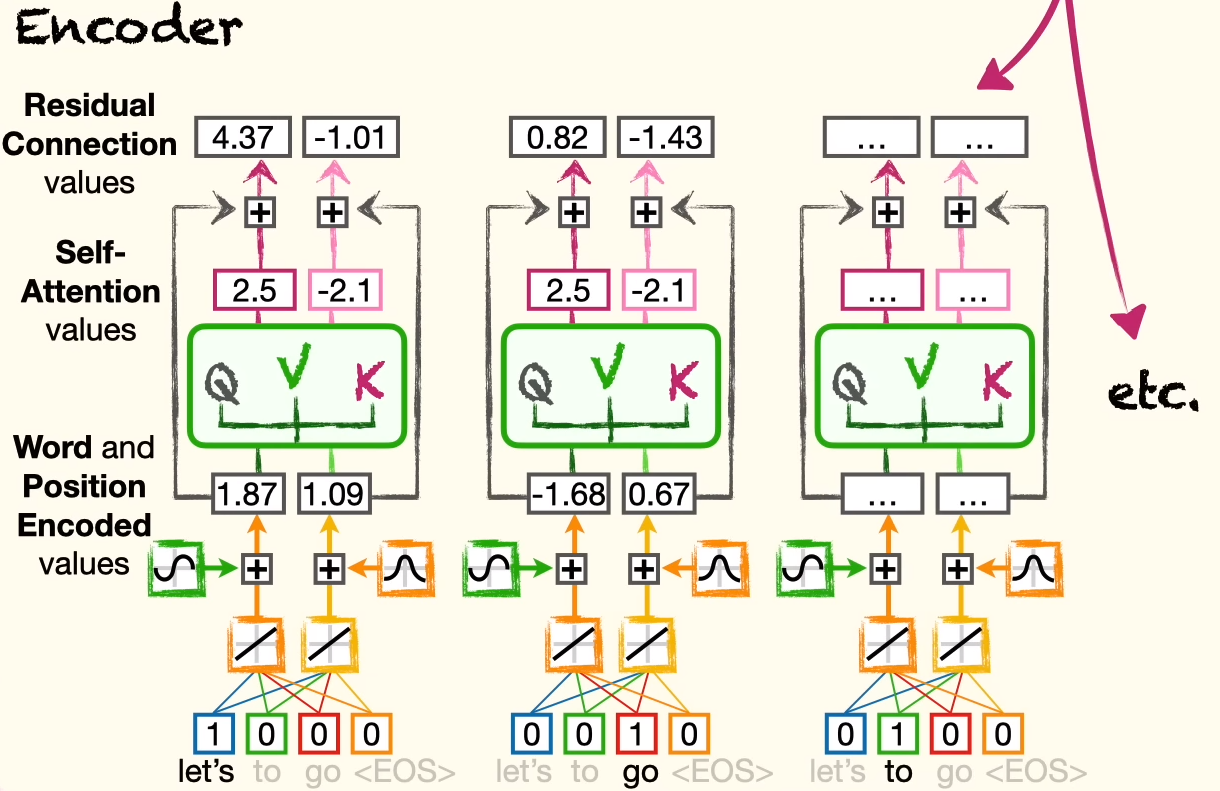 Encoder
Residual
Connection
values
4.37 -1.01 0.82 -1.43 ... ...
+ + + + + +
Self-
Attention
values
2.5 -2.1 2.5 -2.1 ... ...
Q V K Q V K Q V K
etc.
Word and
Position
Encoded
values
1.87 1.09 -1.68 0.67 ... ...
+ + + + + +
1 0 0 0 0 0 1 0 0 1 0 0
let's to go <EOS> let's to go <EOS> let's to go <EOS>